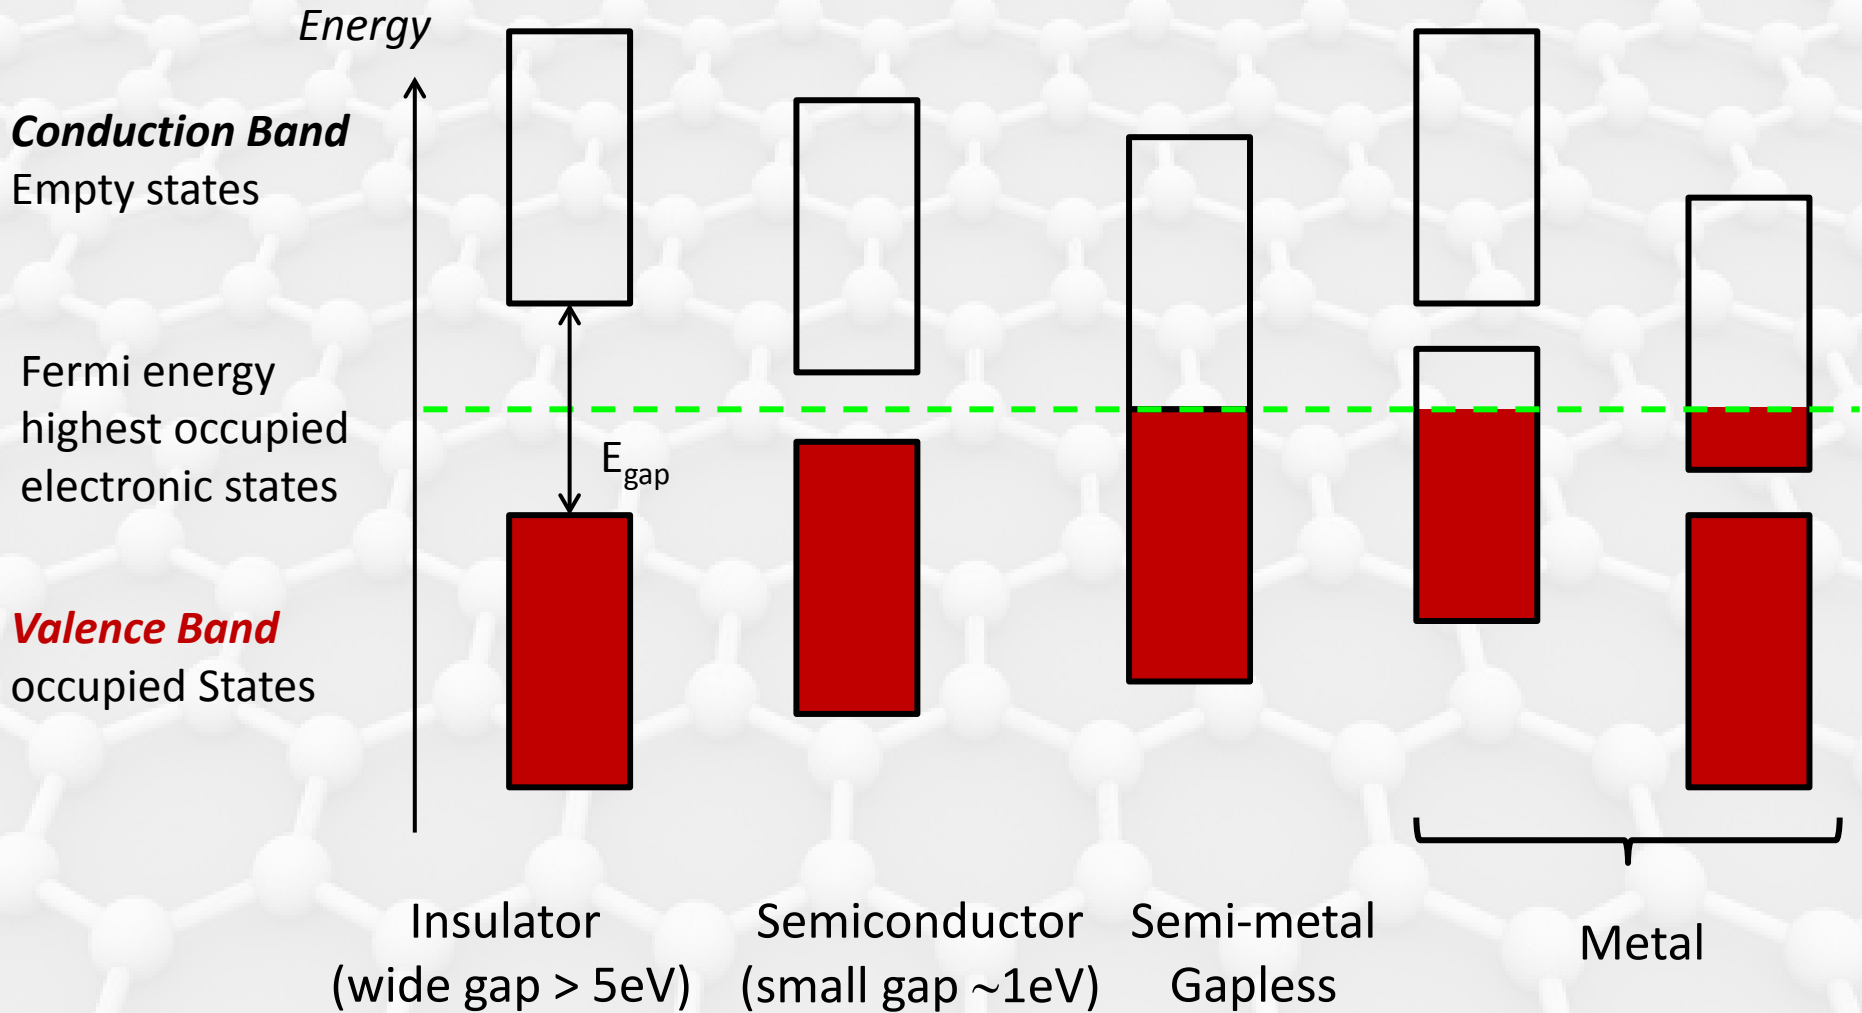 Energy
Conduction Band
Empty states
Fermi energy
highest occupied
electronic states
E_gap
Valence Band
occupied States
Insulator
(wide gap > 5eV)
Semiconductor
(small gap ~1eV)
Semi-metal
Gapless
Metal